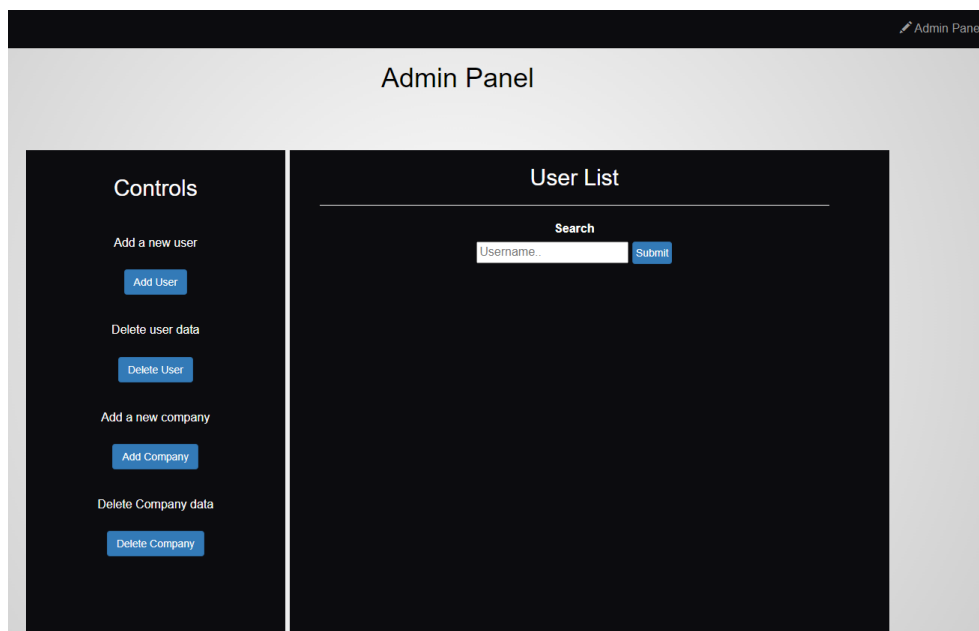 Admin Pane
Admin Panel
Controls
Add a new user
Add User
Delete user data
Delete User
Add a new company
Add Company
Delete Company data
Delete Company
User List
Search
Username..
Submit